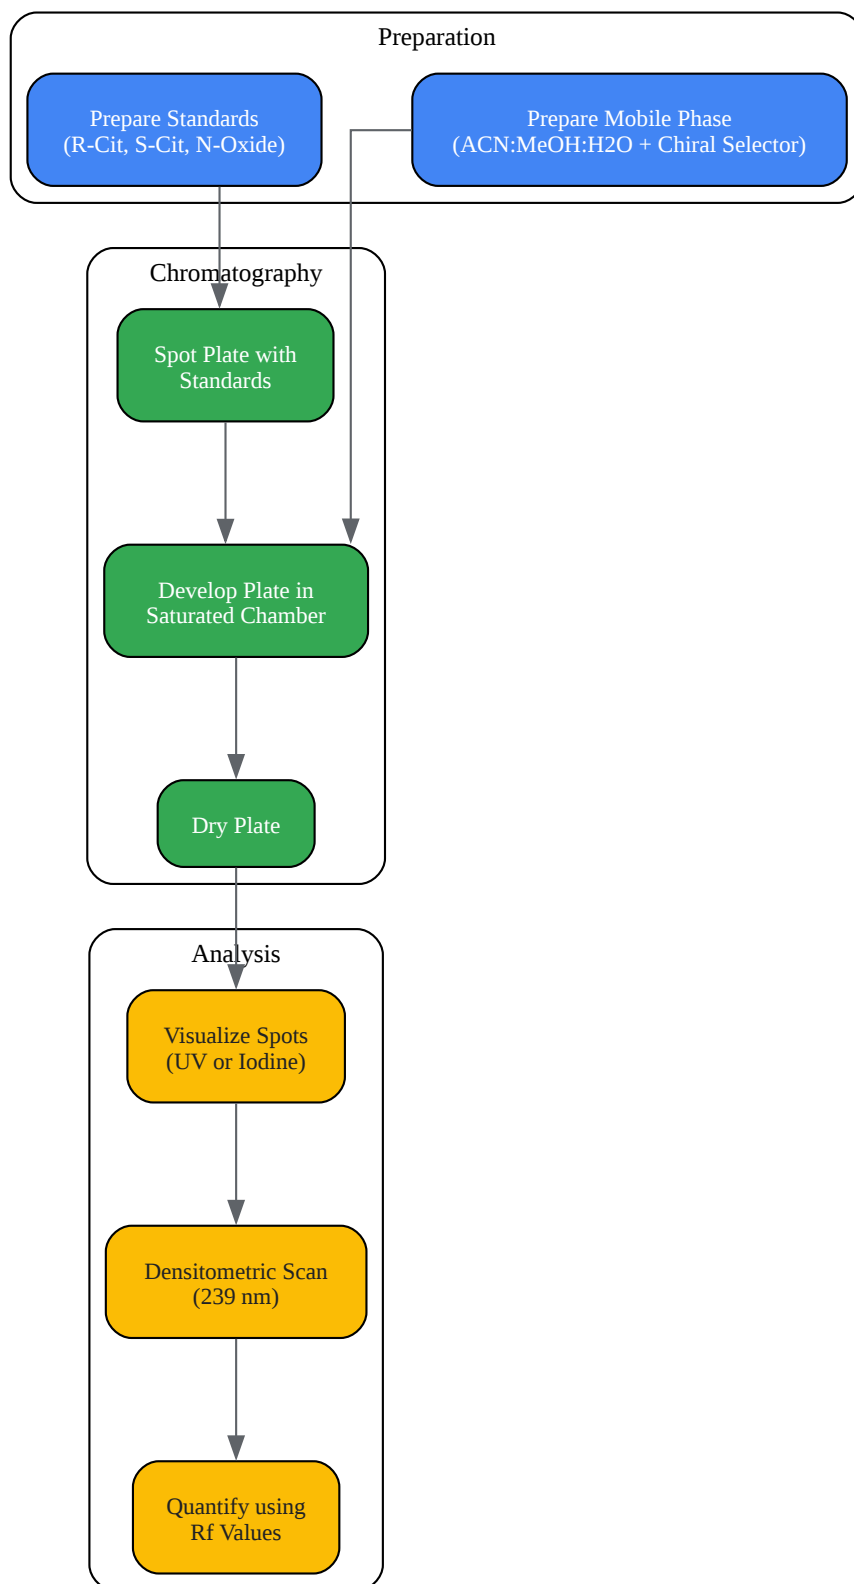 Preparation
Prepare Standards
(R-Cit, S-Cit, N-Oxide)
Prepare Mobile Phase
(ACN:MeOH:H2O + Chiral Selector)
Chromatography
Spot Plate with
Standards
Develop Plate in
Saturated Chamber
Dry Plate
Analysis
Visualize Spots
(UV or Iodine)
Densitometric Scan
(239 nm)
Quantify using
Rf Values